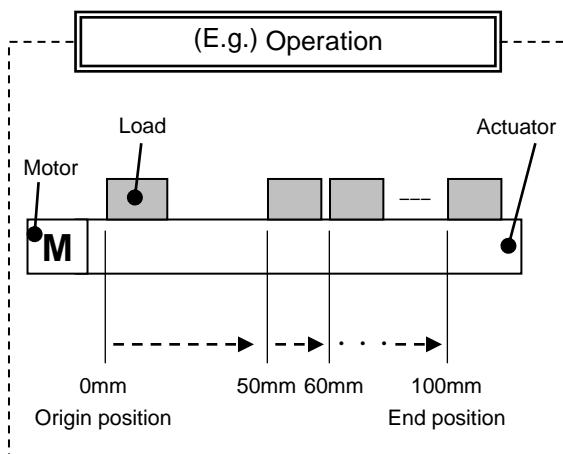 (E.g.) Operation
Load
Actuator
Motor
M
0mm
50mm
60mm
100mm
Origin position
End position